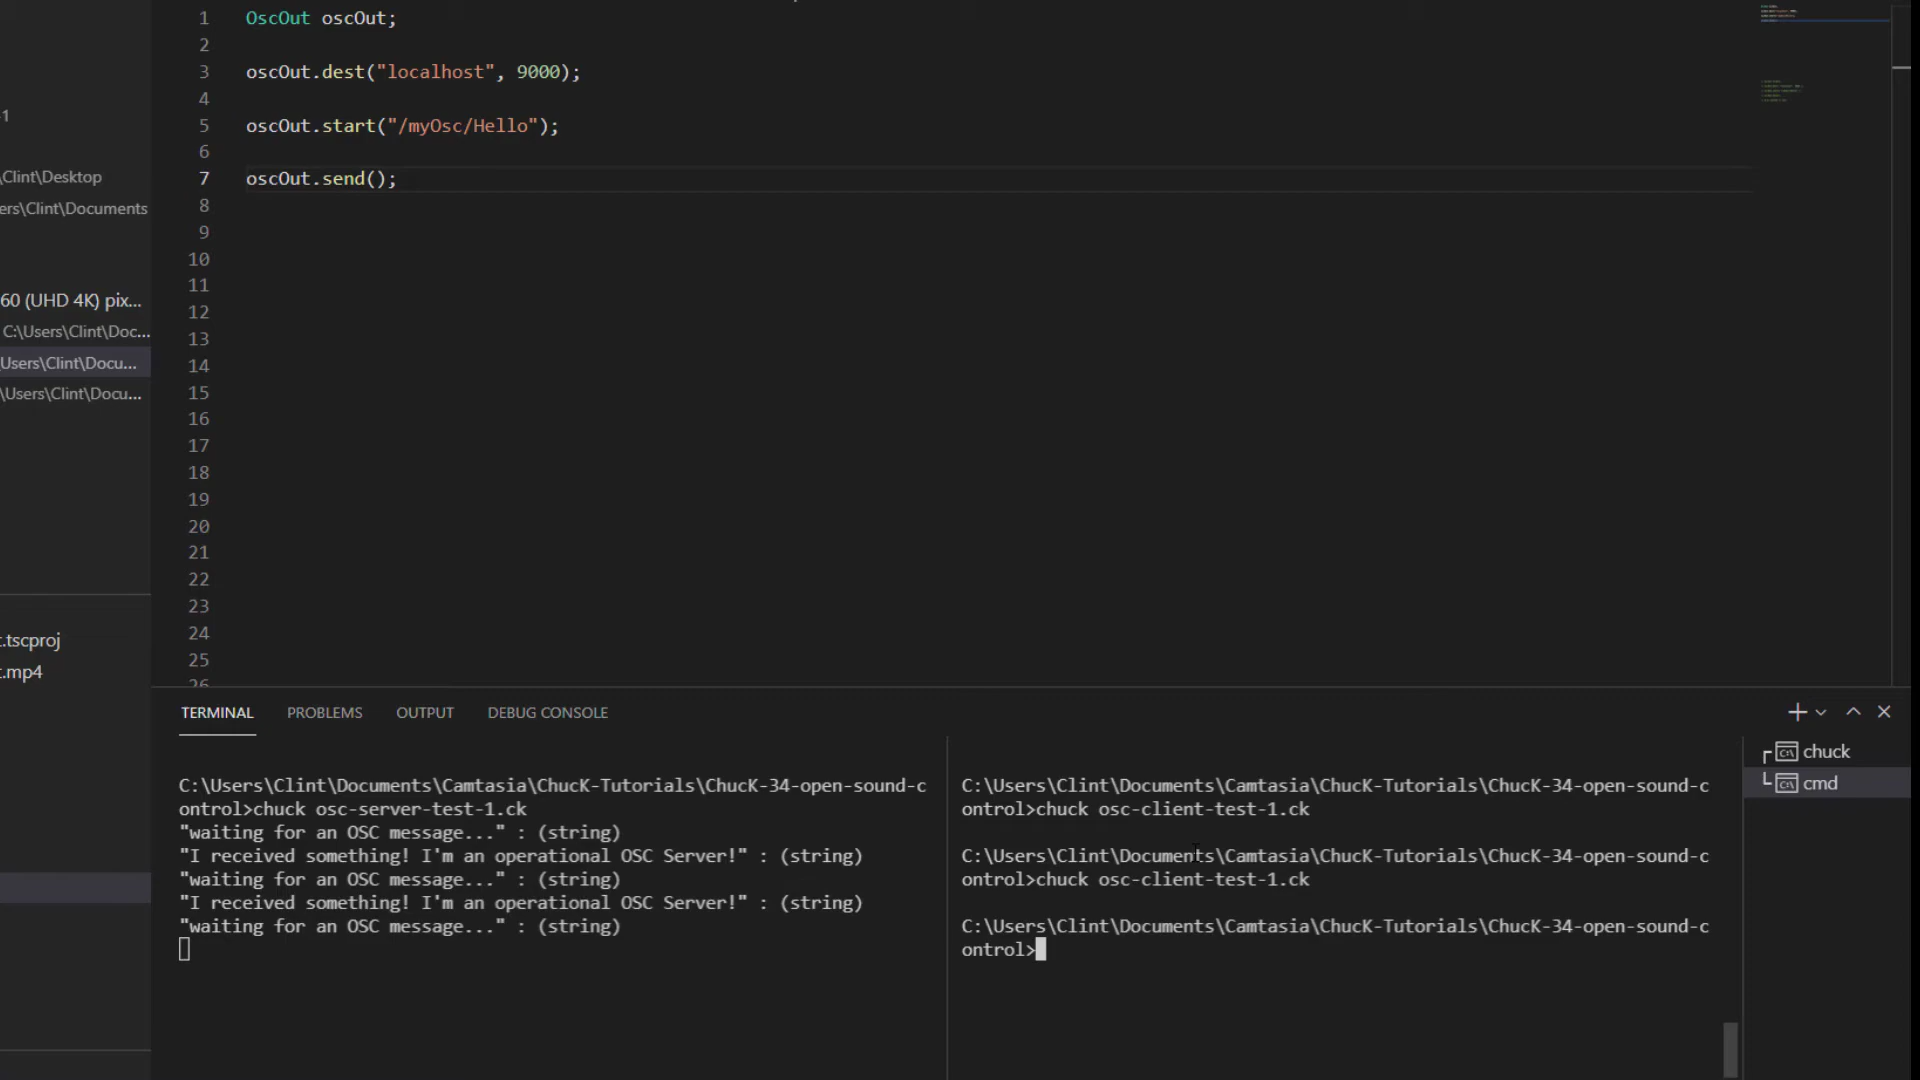 1 OscOut oscOut;
2
3 oscOut.dest("localhost", 9000);
4
5 oscOut.start("/myOsc/Hello");
6
7 oscOut.send();
8
9
10
11
12
13
14
15
16
17
18
19
20
21
22
23
24
25
26
-1
\Clint\Desktop
ers\Clint\Documents
60 (UHD 4K) pix...
C:\Users\Clint\Doc...
Users\Clint\Docu...
\Users\Clint\Docu...
t.tscproj
t.mp4
TERMINAL PROBLEMS OUTPUT DEBUG CONSOLE
C:\Users\Clint\Documents\Camtasia\ChucK-Tutorials\ChucK-34-open-sound-c
ontrol>chuck osc-server-test-1.ck
"waiting for an OSC message..." : (string)
"I received something! I'm an operational OSC Server!" : (string)
"waiting for an OSC message..." : (string)
"I received something! I'm an operational OSC Server!" : (string)
"waiting for an OSC message..." : (string)
C:\Users\Clint\Documents\Camtasia\ChucK-Tutorials\ChucK-34-open-sound-c
ontrol>chuck osc-client-test-1.ck
C:\Users\Clint\Documents\Camtasia\ChucK-Tutorials\ChucK-34-open-sound-c
ontrol>chuck osc-client-test-1.ck
C:\Users\Clint\Documents\Camtasia\ChucK-Tutorials\ChucK-34-open-sound-c
ontrol>
chuck
cmd